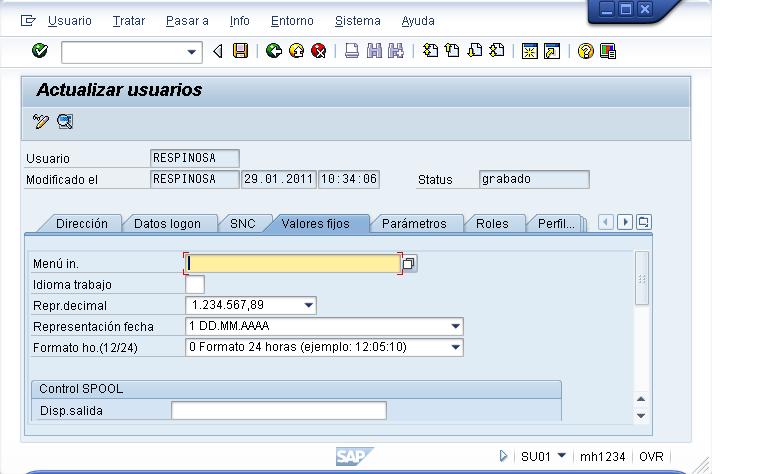 Usuario Tratar Pasar a Info Entorno Sistema Ayuda
Actualizar usuarios
Usuario RESPINOSA
Modificado el RESPINOSA 29.01.2011 10:34:06 Status grabado
Dirección Datos logon SNC Valores fijos Parámetros Roles Perfil...
Menú in.
Idioma trabajo
Repr.decimal 1.234.567,89
Representación fecha 1 DD.MM.AAAA
Formato ho.(12/24) 0 Formato 24 horas (ejemplo: 12:05:10)
Control SPOOL
Disp.salida
SAP SU01 mh1234 OVR